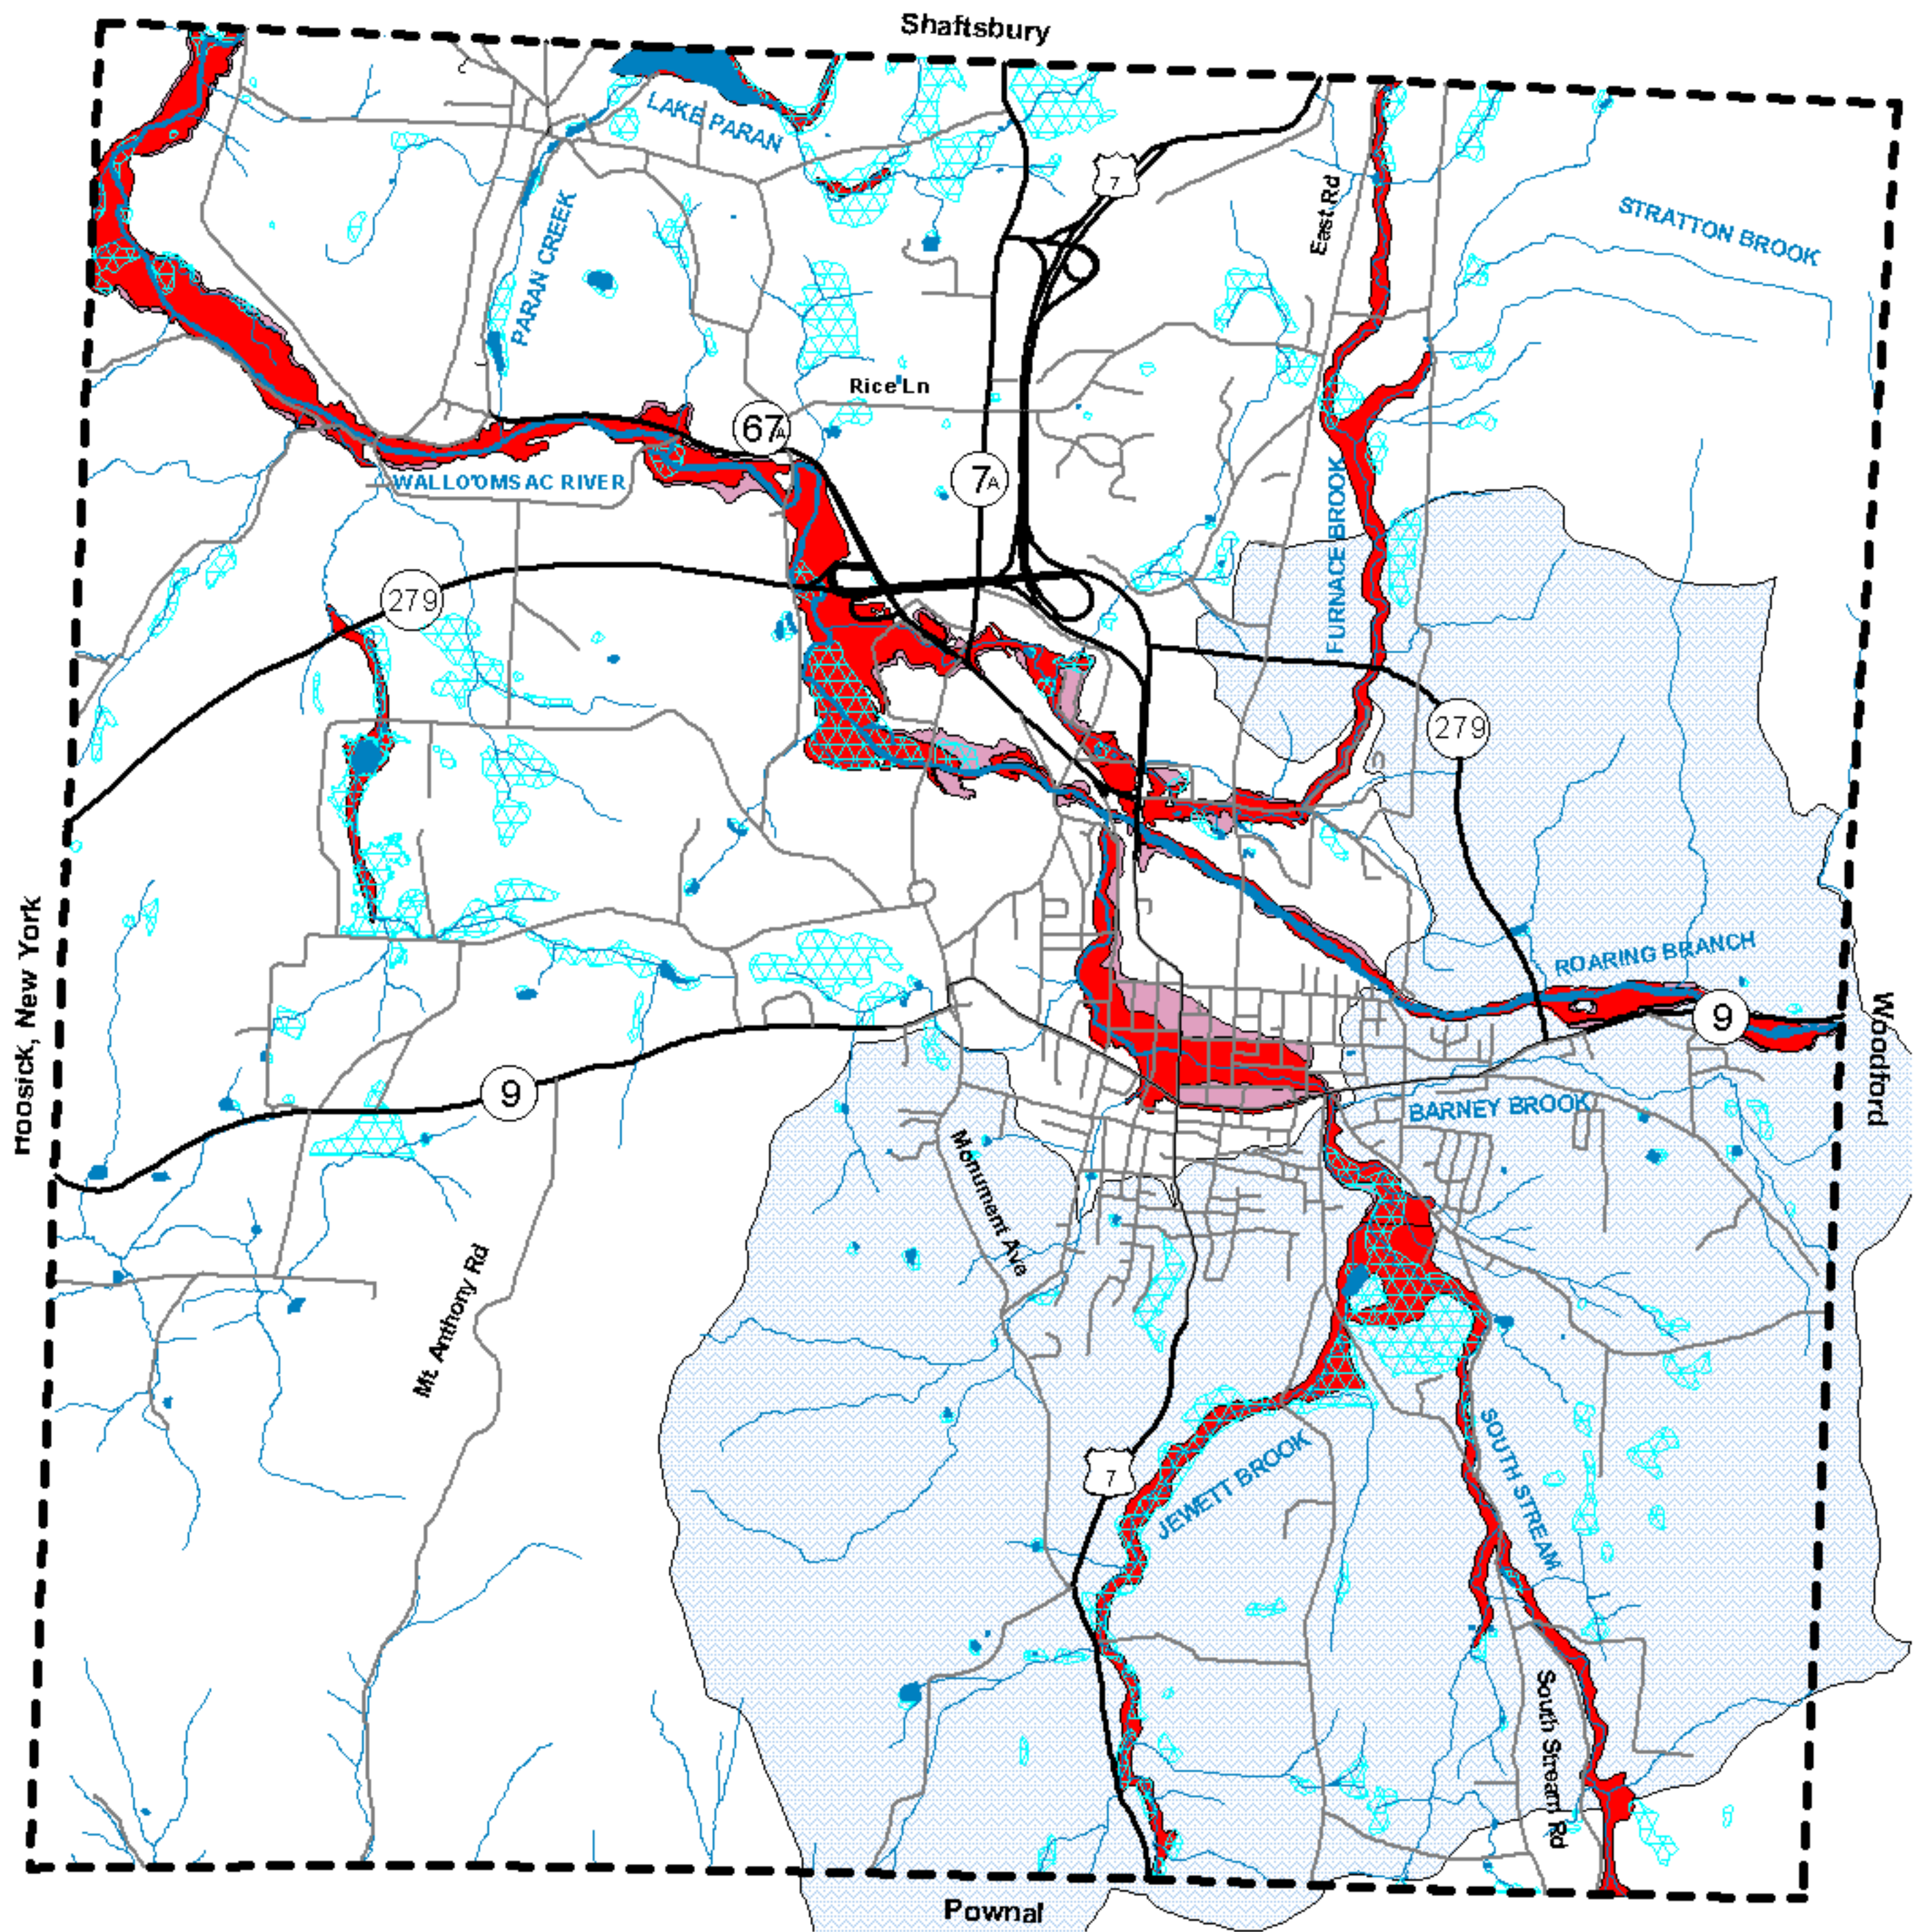 Shaftsbury
LAKE PARAN
7
East Rd
STRATTON BROOK
PARAN CREEK
Rice Ln
67A
7A
WALLOOMSAC RIVER
FURNACE BROOK
279
279
Hoosick, New York
ROARING BRANCH
9
Woodford
9
BARNEY BROOK
Monument Ave
Mt. Anthony Rd
JEWETT BROOK
SOUTH STREAM
7
South Stream Rd
Pownal